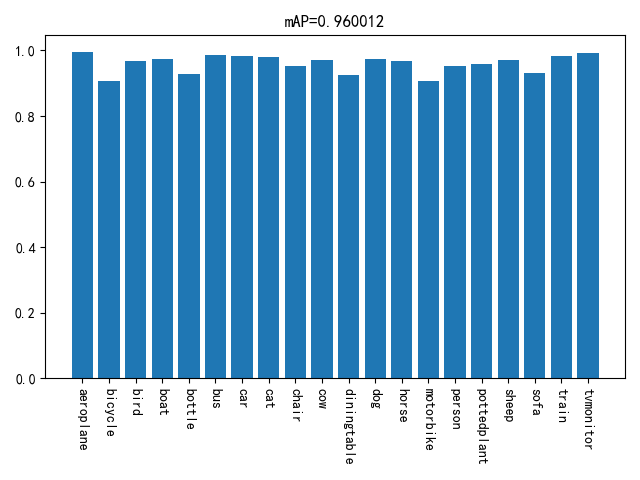 mAP=0.960012
1.0
0.8
0.6
0.4
0.2
0.0
aeroplane
bicycle
bird
boat
bottle
bus
car
cat
chair
cow
diningtable
dog
horse
motorbike
person
pottedplant
sheep
sofa
train
tvmonitor